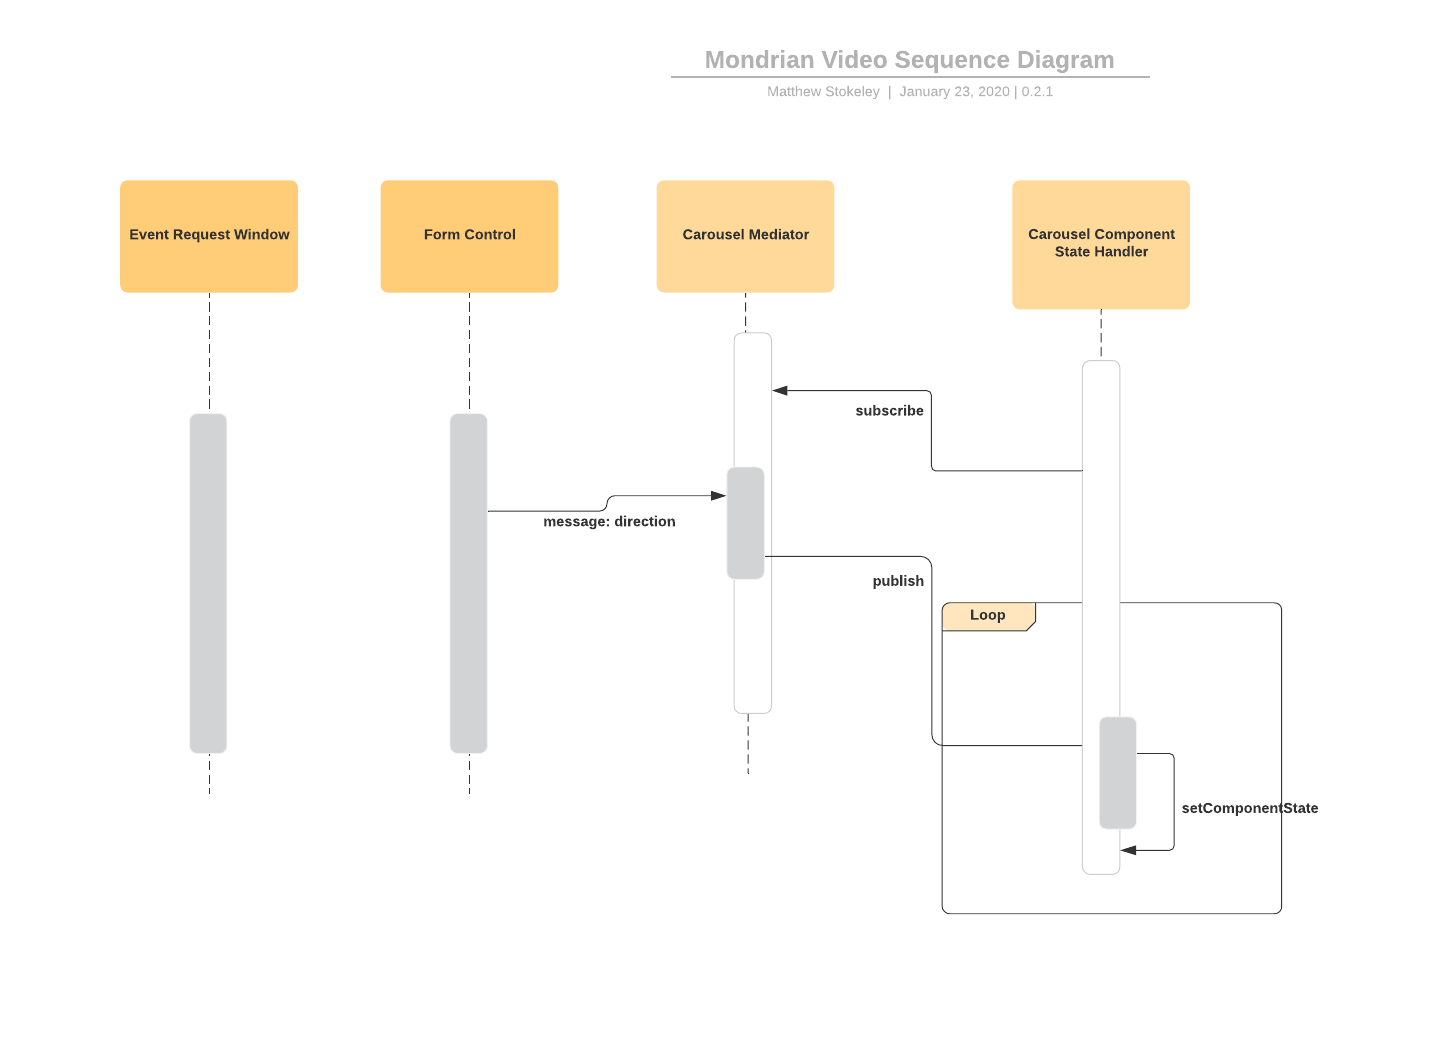 Mondrian Video Sequence Diagram
Matthew Stokeley | January 23, 2020 | 0.2.1
Event Request Window
Form Control
Carousel Mediator
Carousel Component
State Handler
subscribe
message: direction
publish
Loop
setComponentState